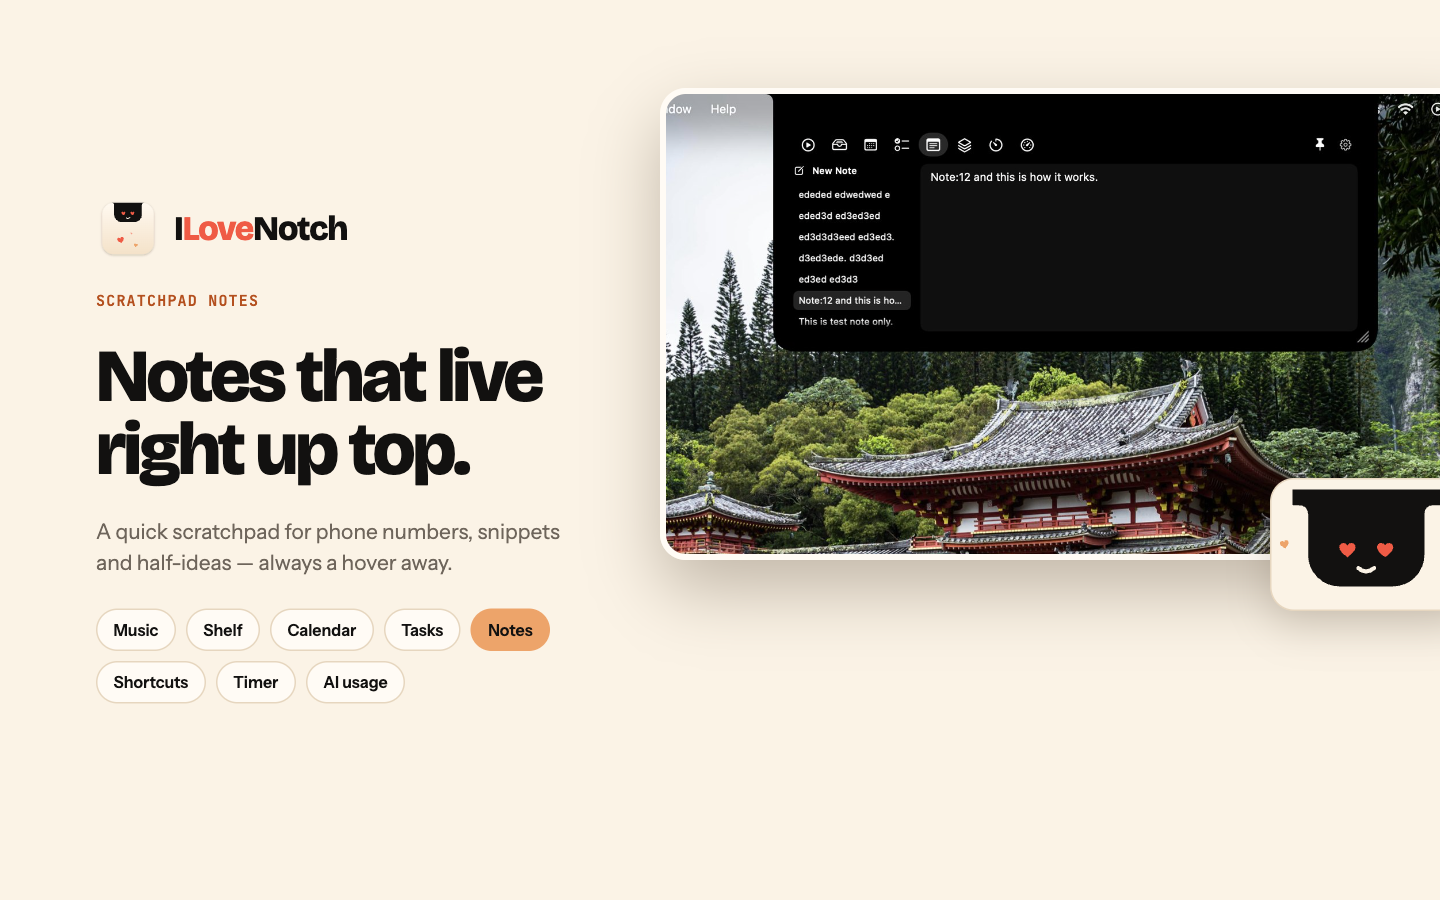 ILoveNotch
SCRATCHPAD NOTES
Notes that live
right up top.
A quick scratchpad for phone numbers, snippets
and half-ideas — always a hover away.
Music Shelf Calendar Tasks Notes
Shortcuts Timer AI usage
dow Help
New Note
ededed edwedwed e
eded3d ed3ed3ed
ed3d3d3eed ed3ed3.
d3ed3ede. d3d3ed
ed3ed ed3d3
Note:12 and this is ho...
This is test note only.
Note:12 and this is how it works.